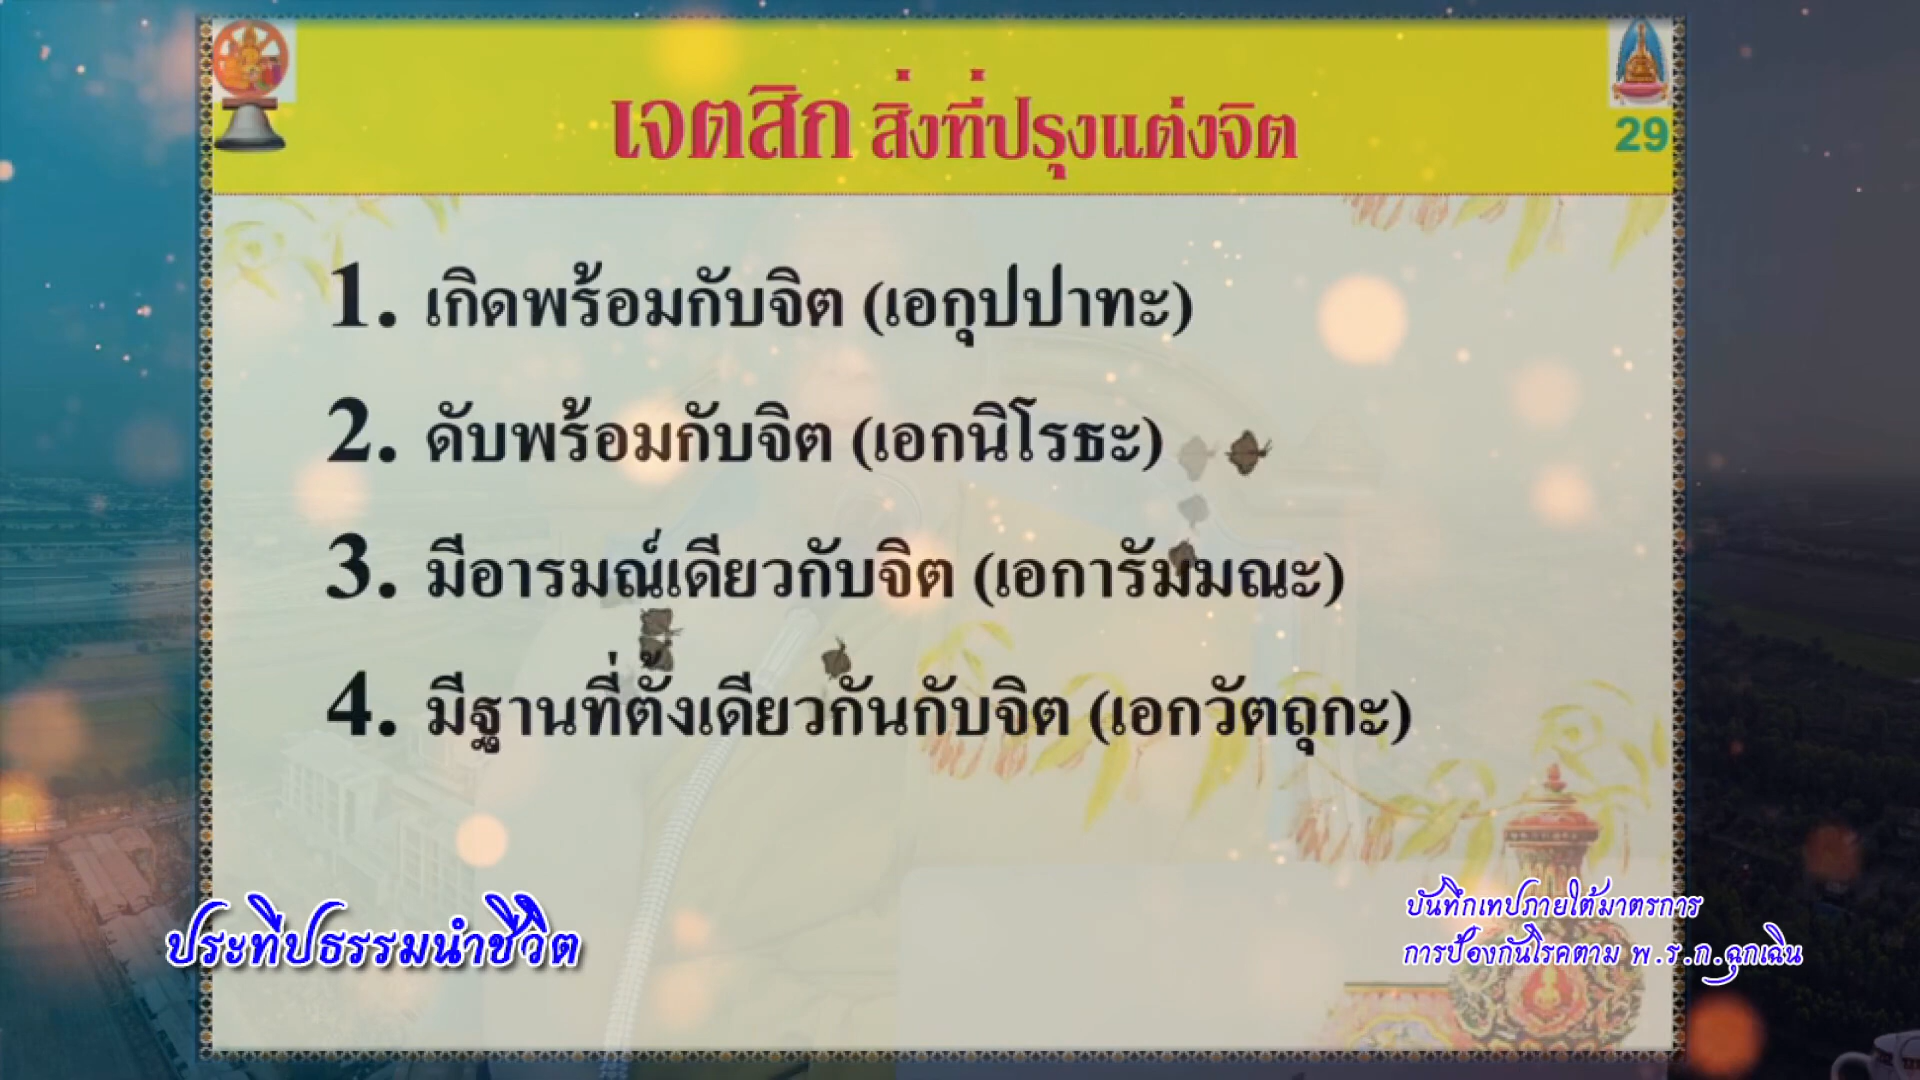 เจตสิก สิ่งที่ปรุงแต่งจิต
29
1. เกิดพร้อมกับจิต (เอกุปปาทะ)
2. ดับพร้อมกับจิต (เอกนิโรธะ)
3. มีอารมณ์เดียวกับจิต (เอการัมมณะ)
4. มีฐานที่ตั้งเดียวกันกับจิต (เอกวัตถุกะ)
ประทีปธรรมนำชีวิต
บันทึกเทปภายใต้มาตรการ
การป้องกันโรคตาม พ.ร.ก.ฉุกเฉิน